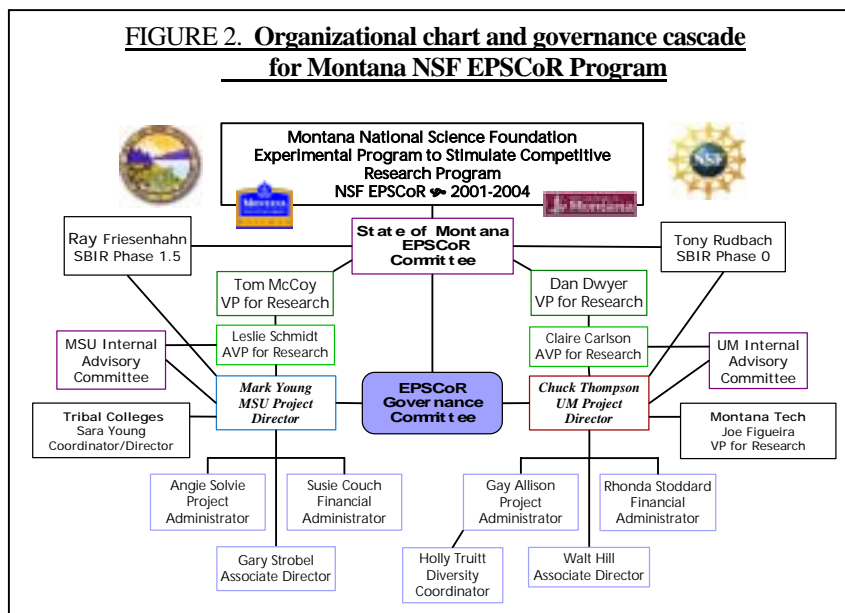 FIGURE 2. Organizational chart and governance cascade
for Montana NSF EPSCoR Program
Montana National Science Foundation
Experimental Program to Stimulate Competitive
Research Program
NSF EPSCoR 2001-2004
NSF
Montana
Montana
Ray Friesenhahn
SBIR Phase 1.5
State of Montana
EPSCoR
Committee
Tony Rudbach
SBIR Phase 0
Tom McCoy
VP for Research
Dan Dwyer
VP for Research
MSU Internal
Advisory
Committee
Leslie Schmidt
AVP for Research
Claire Carlson
AVP for Research
UM Internal
Advisory
Committee
Mark Young
MSU Project
Director
EPSCoR
Governance
Committee
Chuck Thompson
UM Project
Director
Tribal Colleges
Sara Young
Coordinator/Director
Montana Tech
Joe Figueira
VP for Research
Angie Solvie
Project
Administrator
Susie Couch
Financial
Administrator
Gay Allison
Project
Administrator
Rhonda Stoddard
Financial
Administrator
Gary Strobel
Associate Director
Holly Truitt
Diversity
Coordinator
Walt Hill
Associate Director